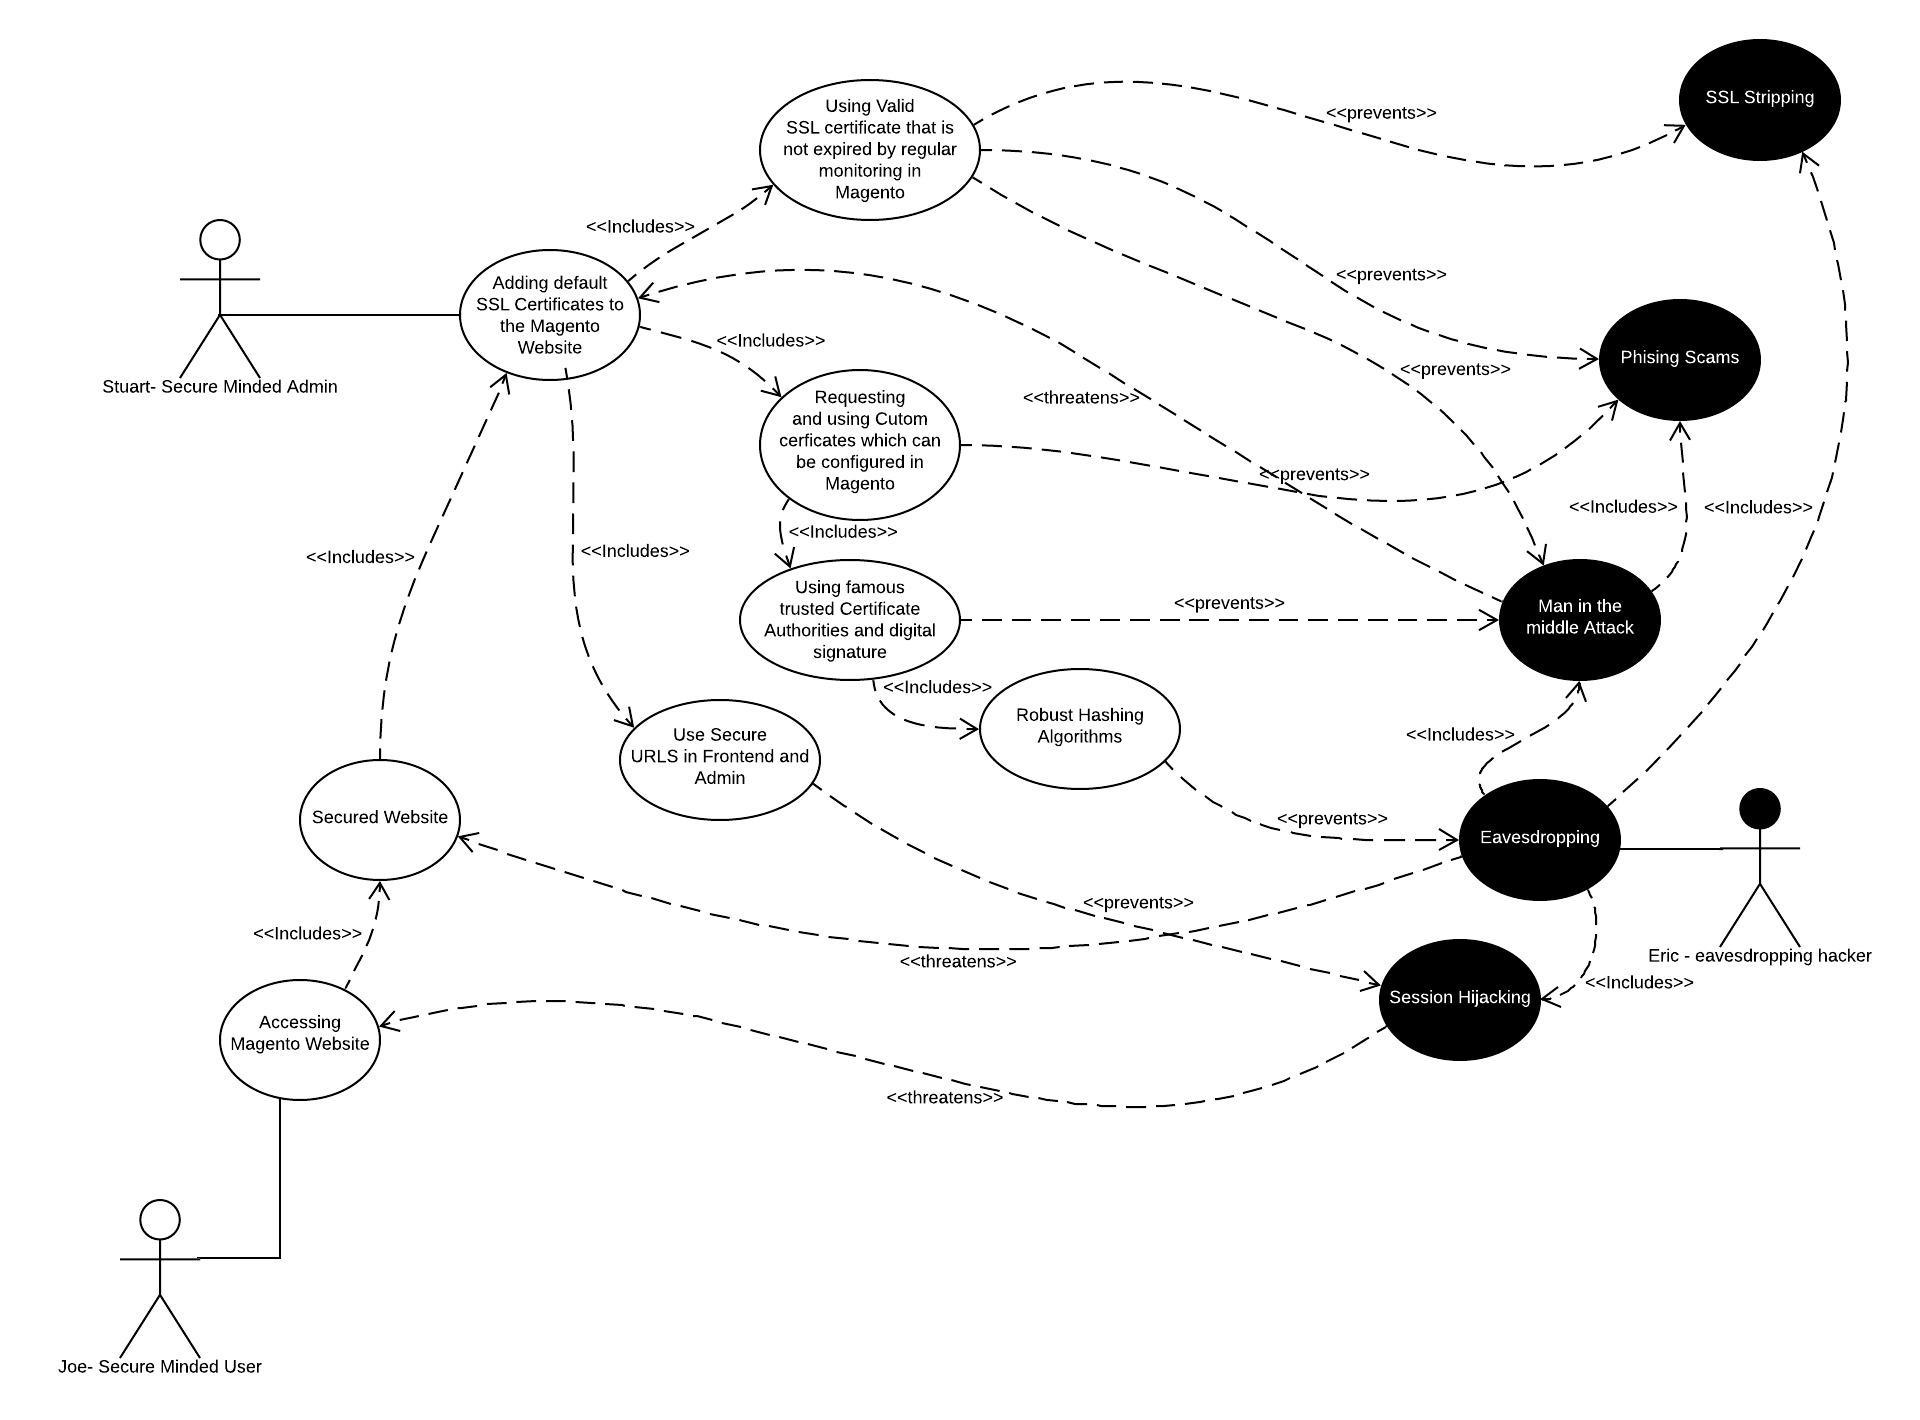 SSL Stripping
Using Valid
SSL certificate that is
not expired by regular
monitoring in
Magento
<<prevents>>
<<Includes>>
<<prevents>>
Adding default
SSL Certificates to
the Magento
Website
Stuart- Secure Minded Admin
<<Includes>>
Phising Scams
<<prevents>>
<<threatens>>
Requesting
and using Cutom
cerficates which can
be configured in
Magento
<<prevents>>
<<Includes>>
<<Includes>>
<<Includes>>
<<Includes>>
<<Includes>>
Using famous
trusted Certificate
Authorities and digital
signature
<<prevents>>
Man in the
middle Attack
<<Includes>>
Robust Hashing
Algorithms
Use Secure
URLS in Frontend and
Admin
<<Includes>>
Secured Website
<<prevents>>
Eavesdropping
<<prevents>>
<<Includes>>
<<threatens>>
Eric - eavesdropping hacker
<<Includes>>
Session Hijacking
Accessing
Magento Website
<<threatens>>
Joe- Secure Minded User